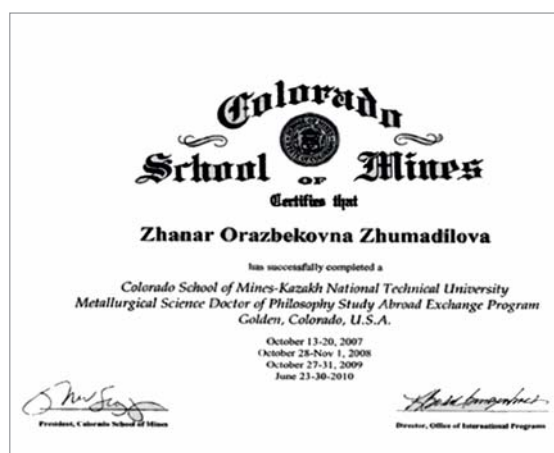 Colorado
School OF Mines
Certifies that
Zhanar Orazbekovna Zhumadilova
has successfully completed a
Colorado School of Mines-Kazakh National Technical University
Metallurgical Science Doctor of Philosophy Study Abroad Exchange Program
Golden, Colorado, U.S.A.
October 13-20, 2007
October 28-Nov 1, 2008
October 27-31, 2009
June 23-30-2010
President, Colorado School of Mines
Director, Office of International Programs